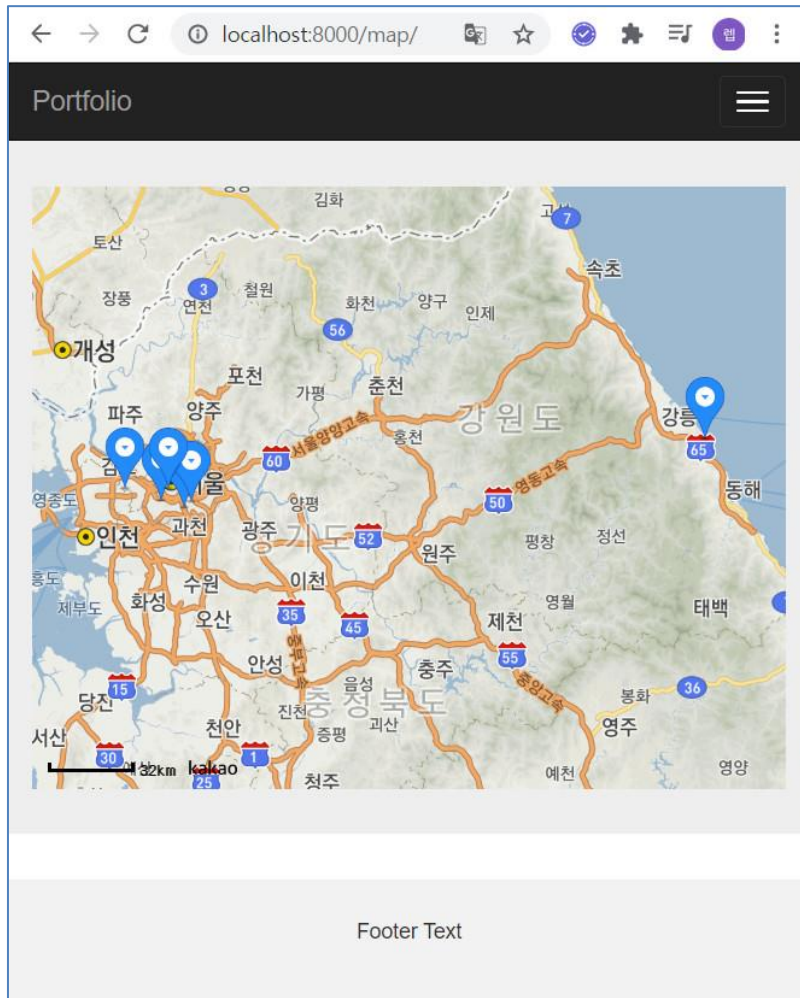 localhost:8000/map/
렙
Portfolio
김화
7
토산
속초
3
철원
장풍
연천
화천
양구
인제
56
개성
포천
가평
춘천
파주
양주
강원도
강릉
서울양양고속
홍천
60
65
영종도
50
영동고속
동해
양평
인천
과천
광주
경기도
52
원주
평창
정선
수원
이천
제부도
화성
오산
35
영월
태백
45
제천
안성
중부고속
충주
55
15
음성
중앙고속
봉화
36
당진
충청북도
진천
괴산
서산
천안
증평
영주
30
1
예천
영양
32km
kakao
25
청주
Footer Text